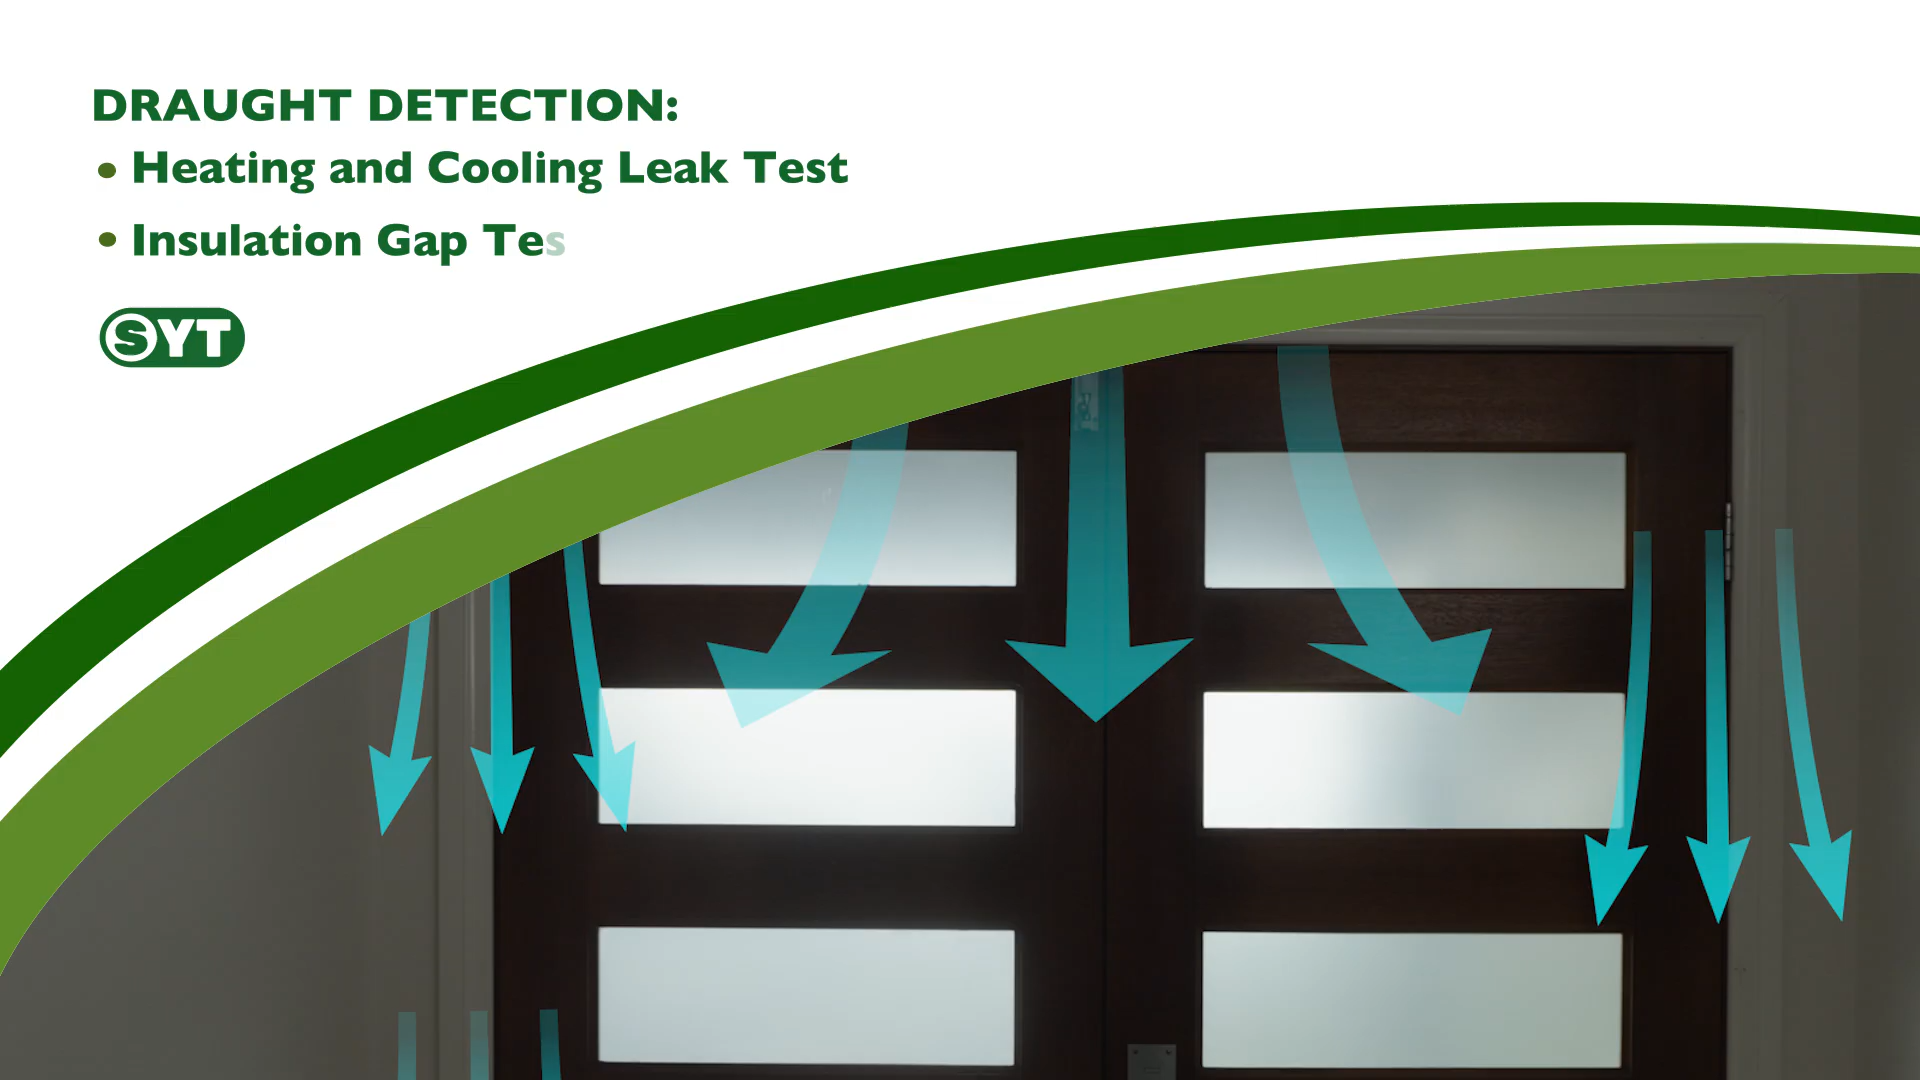 DRAUGHT DETECTION:
• Heating and Cooling Leak Test
• Insulation Gap Tes
SYT